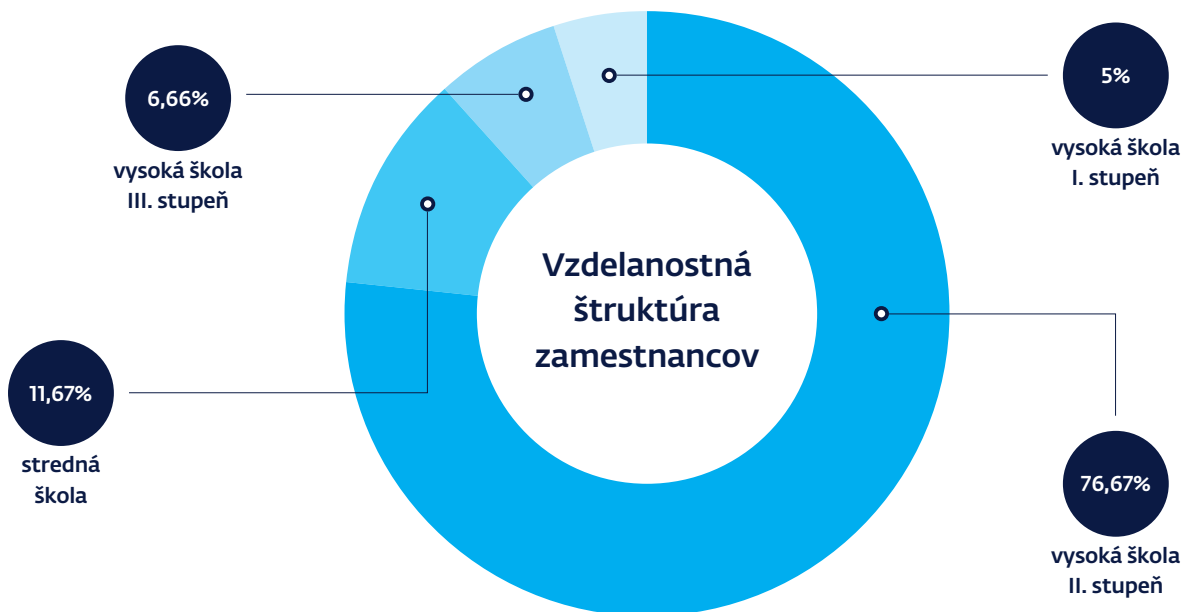 6,66%
vysoká škola
III. stupeň
5%
vysoká škola
I. stupeň
Vzdelanostná
štruktúra
zamestnancov
11,67%
stredná
škola
76,67%
vysoká škola
II. stupeň